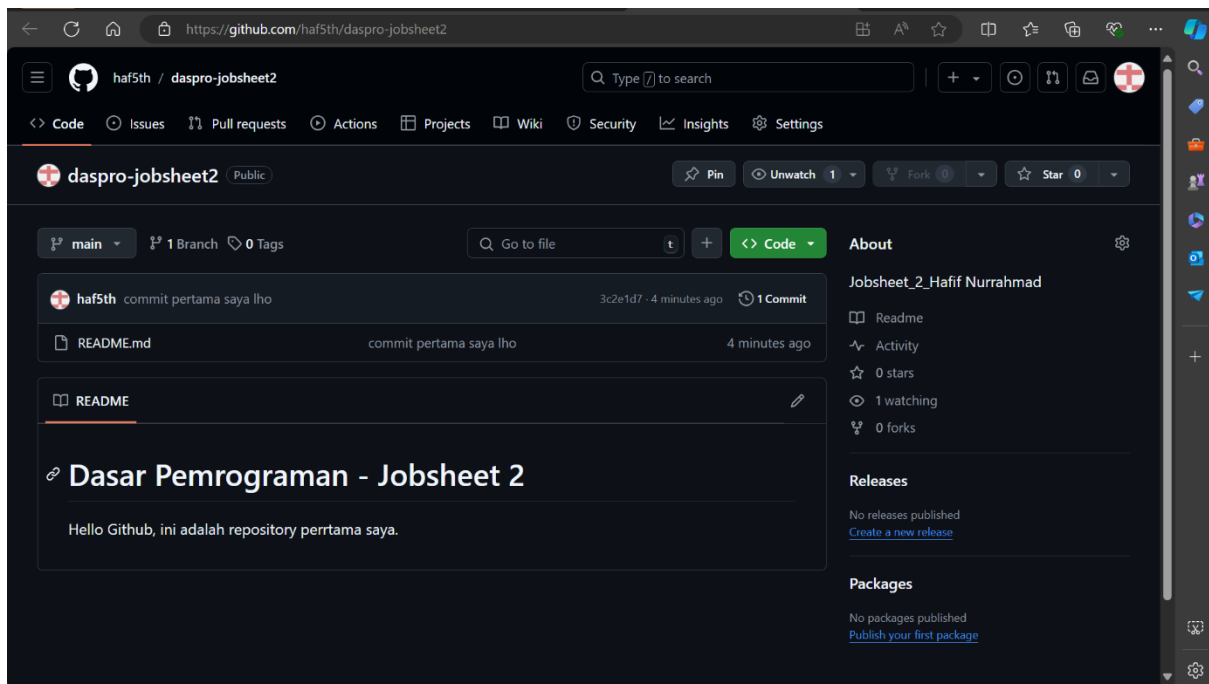 https://github.com/haf5th/daspro-jobsheet2
haf5th / daspro-jobsheet2
Type / to search
Code Issues Pull requests Actions Projects Wiki Security Insights Settings
daspro-jobsheet2 Public
Pin Unwatch 1 Fork 0 Star 0
main 1 Branch 0 Tags Go to file t Code
haf5th commit pertama saya lho 3c2e1d7 · 4 minutes ago 1 Commit
README.md commit pertama saya lho 4 minutes ago
README
Dasar Pemrograman - Jobsheet 2
Hello Github, ini adalah repository perrtama saya.
About
Jobsheet_2_Hafif Nurrahmad
Readme
Activity
0 stars
1 watching
0 forks
Releases
No releases published
Create a new release
Packages
No packages published
Publish your first package